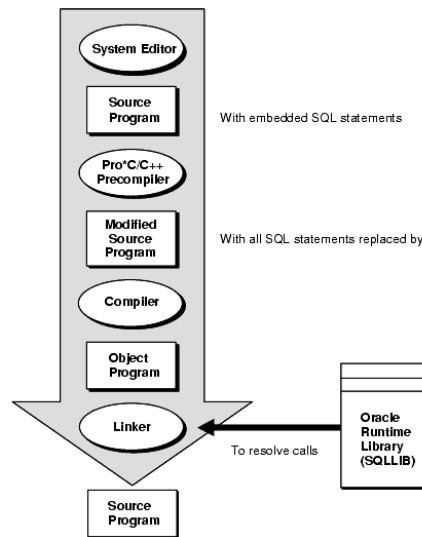 System Editor
Source
Program
With embedded SQL statements
Pro*C/C++
Precompiler
Modified
Source
Program
With all SQL statements replaced by
Compiler
Object
Program
Linker
To resolve calls
Oracle
Runtime
Library
(SQLLIB)
Source
Program